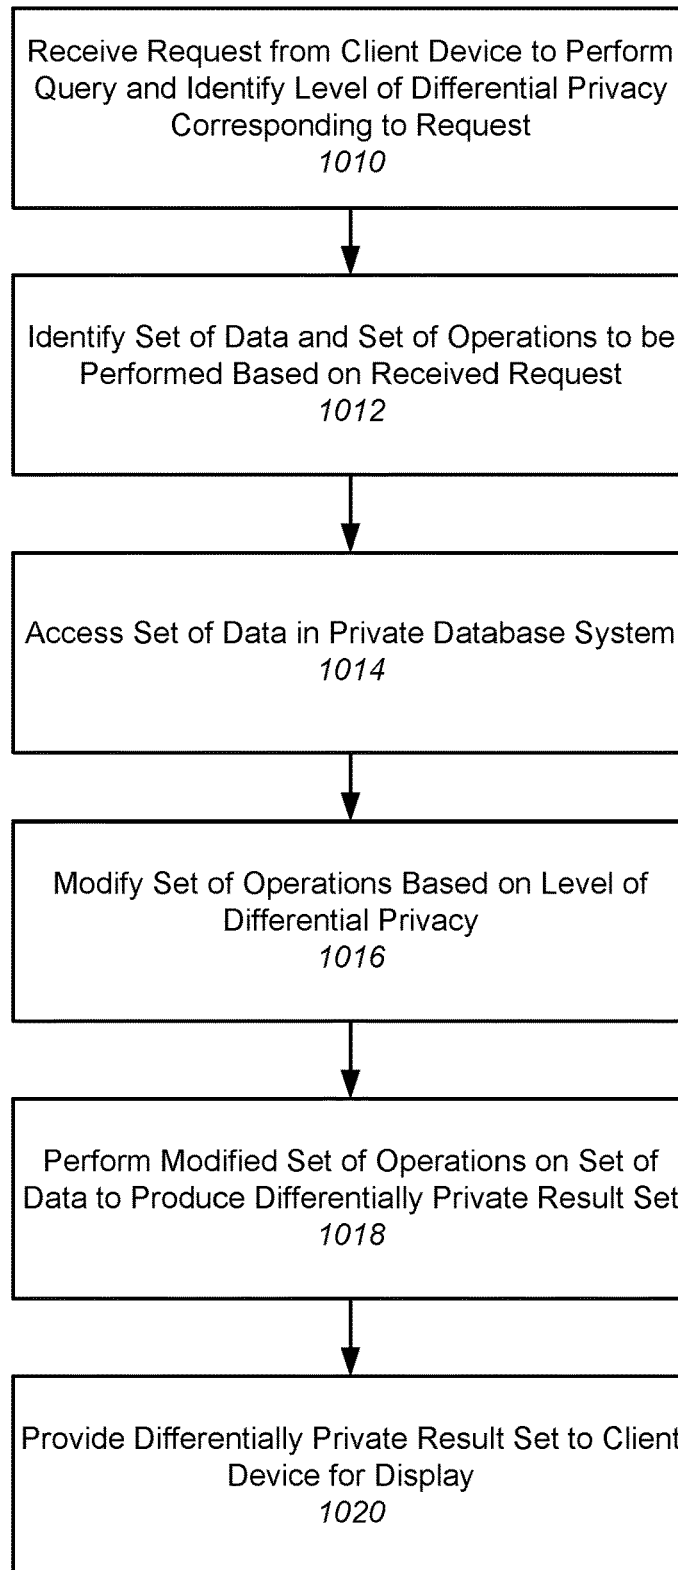 Receive Request from Client Device to Perform
Query and Identify Level of Differential Privacy
Corresponding to Request
1010
Identify Set of Data and Set of Operations to be
Performed Based on Received Request
1012
Access Set of Data in Private Database System
1014
Modify Set of Operations Based on Level of
Differential Privacy
1016
Perform Modified Set of Operations on Set of
Data to Produce Differentially Private Result Set
1018
Provide Differentially Private Result Set to Client
Device for Display
1020